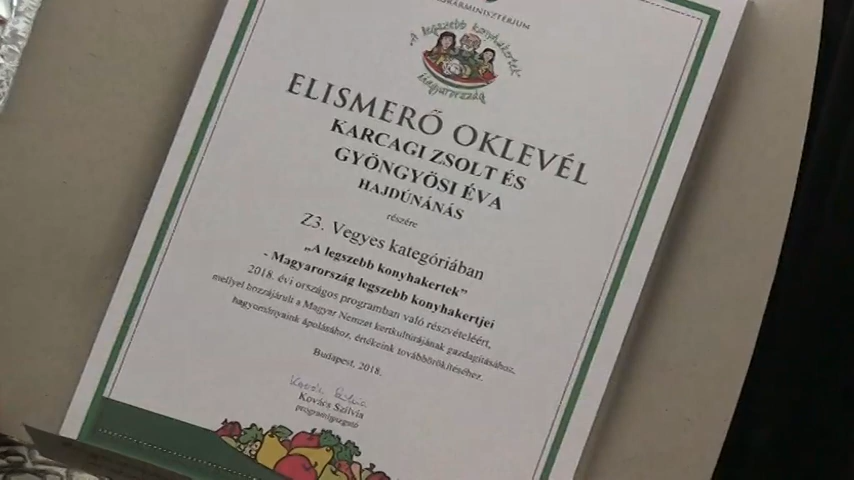 AGRÁRMINISZTÉRIUM
„A legszebb konyhakertek"
Magyarország
ELISMERŐ OKLEVÉL
KARCAGI ZSOLT ÉS
GYÖNGYÖSI ÉVA
HAJDÚNÁNÁS
részére
Z3. Vegyes kategóriában
„A legszebb konyhakertek”
- Magyarország legszebb konyhakertjei
2018. évi országos programban való részvételéért,
mellyel hozzájárult a Magyar Nemzet kertkultúrájának gazdagításához,
hagyományaink ápolásához, értékeink továbbörökítéséhez.
Budapest, 2018.
Kovács Szilvia
programigazgató